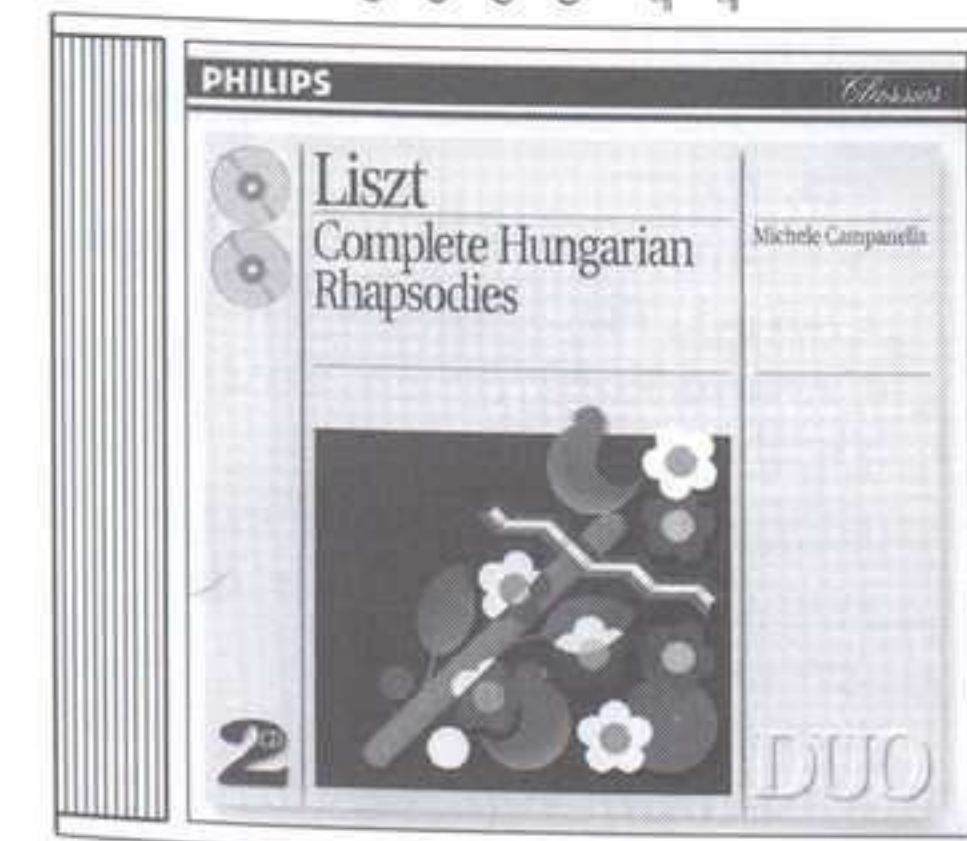 PHILIPS
Classics
Liszt
Complete Hungarian
Rhapsodies
Michele Campanella
2
DUO